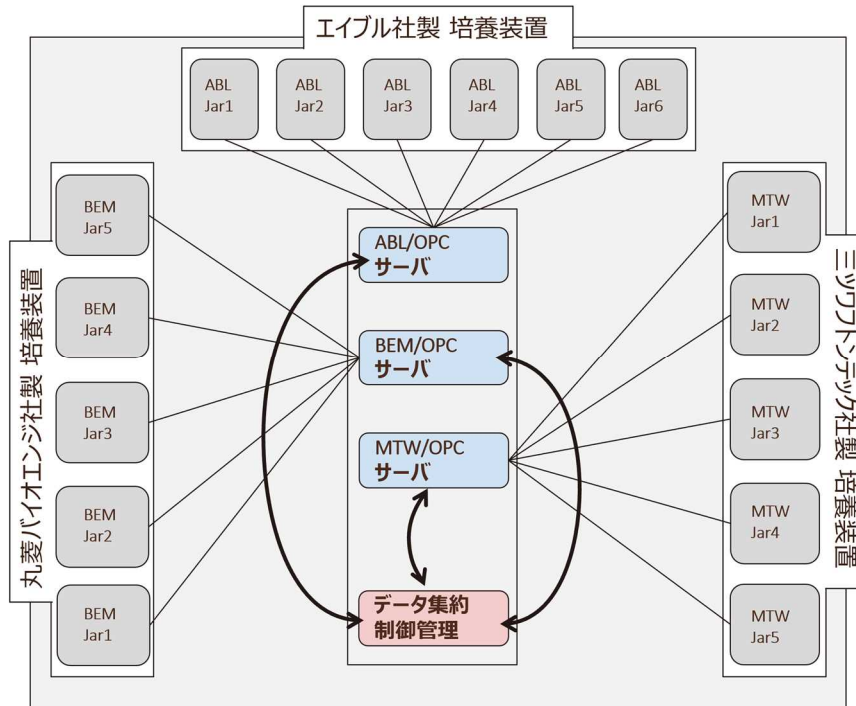 エイブル社製 培養装置
ABL
Jar1
ABL
Jar2
ABL
Jar3
ABL
Jar4
ABL
Jar5
ABL
Jar6
丸菱バイオエンジ社製 培養装置
BEM
Jar5
BEM
Jar4
BEM
Jar3
BEM
Jar2
BEM
Jar1
ABL/OPC
サーバ
BEM/OPC
サーバ
MTW/OPC
サーバ
データ集約
制御管理
MTW
Jar1
MTW
Jar2
MTW
Jar3
MTW
Jar4
MTW
Jar5
三ツワフトンテック社製 培養装置